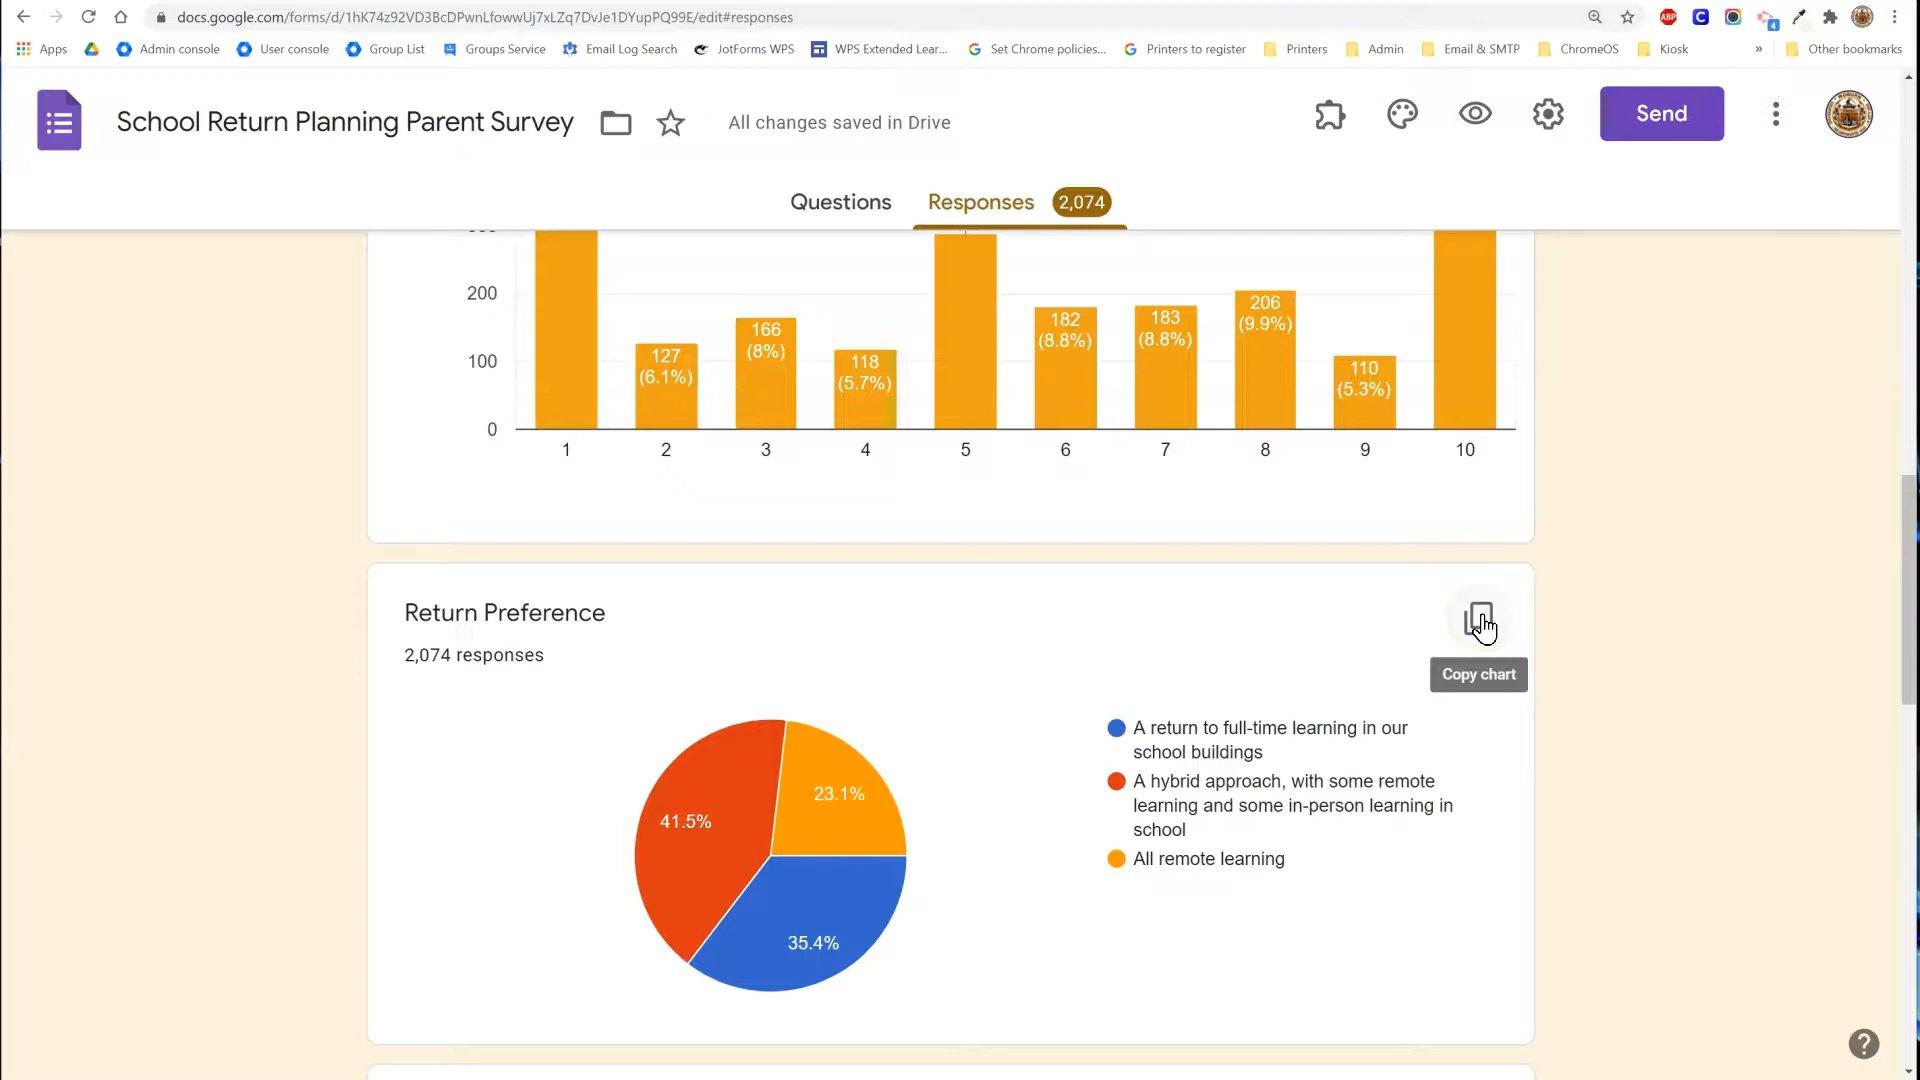 docs.google.com/forms/d/1hK74z92VD3BcDPwnLfowwUj7xLZq7DvJe1DYupPQ99E/edit#responses
ABP
C
4
Apps
Admin console
User console
Group List
Groups Service
Email Log Search
JotForms WPS
WPS Extended Lear...
Set Chrome policies...
Printers to register
Printers
Admin
Email & SMTP
ChromeOS
Kiosk
»
Other bookmarks
School Return Planning Parent Survey
All changes saved in Drive
Send
Questions
Responses
2,074
200
100
0
127
(6.1%)
166
(8%)
118
(5.7%)
182
(8.8%)
183
(8.8%)
206
(9.9%)
110
(5.3%)
1
2
3
4
5
6
7
8
9
10
Return Preference
2,074 responses
Copy chart
41.5%
23.1%
35.4%
A return to full-time learning in our
school buildings
A hybrid approach, with some remote
learning and some in-person learning in
school
All remote learning
?